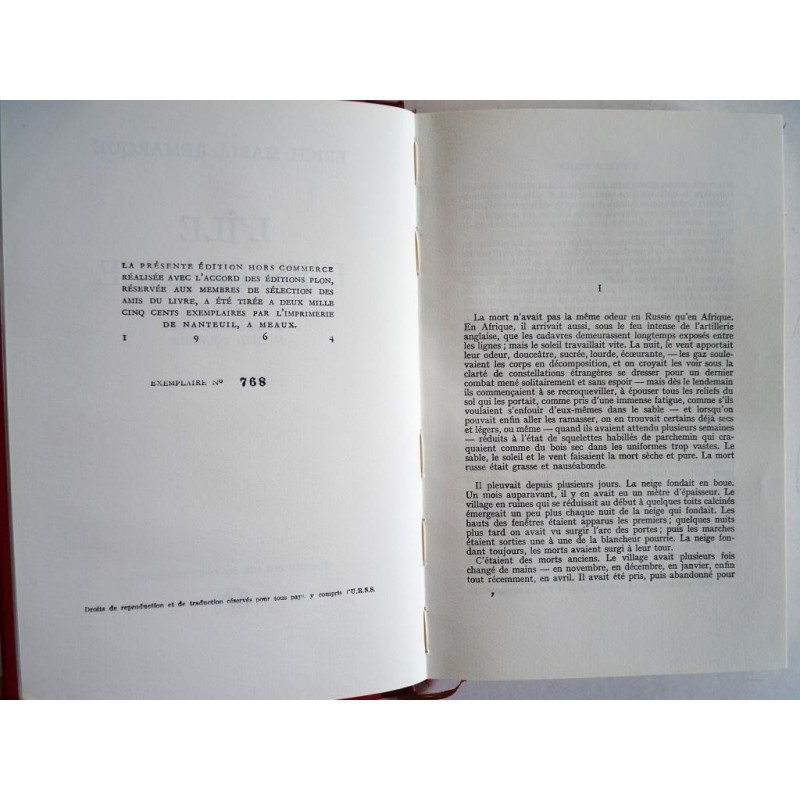 LA PRÉSENTE ÉDITION HORS COMMERCE
RÉALISÉE AVEC L'ACCORD DES ÉDITIONS PLON,
RÉSERVÉE AUX MEMBRES DE SÉLECTION DES
AMIS DU LIVRE, A ÉTÉ TIRÉE A DEUX MILLE
CINQ CENTS EXEMPLAIRES PAR L'IMPRIMERIE
DE NANTEUIL, A MEAUX.
1 9 6 4
EXEMPLAIRE Nº 768
Droits de reproduction et de traduction réservés pour tous pays, y compris l'U.R.S.S.
I
La mort n'avait pas la même odeur en Russie qu'en Afrique.
En Afrique, il arrivait aussi, sous le feu intense de l'artillerie
anglaise, que les cadavres demeurassent longtemps exposés entre
les lignes; mais le soleil travaillait vite. La nuit, le vent apportait
leur odeur, douceâtre, sucrée, lourde, écœurante, — les gaz soule-
vaient les corps en décomposition, et on croyait les voir sous la
clarté de constellations étrangères se dresser pour un dernier
combat mené solitairement et sans espoir — mais dès le lendemain
ils commençaient à se recroqueviller, à épouser tous les reliefs du
sol qui les portait, comme pris d'une immense fatigue, comme s'ils
voulaient s'enfouir d'eux-mêmes dans le sable — et lorsqu'on
pouvait enfin aller les ramasser, on en trouvait certains déjà secs
et légers, ou même — quand ils avaient attendu plusieurs semaines
— réduits à l'état de squelettes habillés de parchemin qui cra-
quaient comme du bois sec dans les uniformes trop vastes. Le
sable, le soleil et le vent faisaient la mort sèche et pure. La mort
russe était grasse et nauséabonde.
Il pleuvait depuis plusieurs jours. La neige fondait en boue.
Un mois auparavant, il y en avait eu un mètre d'épaisseur. Le
village en ruines qui se réduisait au début à quelques toits calcinés
émergeait un peu plus chaque nuit de la neige qui fondait. Les
hauts des fenêtres étaient apparus les premiers; quelques nuits
plus tard on avait vu surgir l'arc des portes; puis les marches
étaient sorties une à une de la blancheur pourrie. La neige fon-
dant toujours, les morts avaient surgi à leur tour.
C'étaient des morts anciens. Le village avait plusieurs fois
changé de mains — en novembre, en décembre, en janvier, enfin
tout récemment, en avril. Il avait été pris, puis abandonné pour